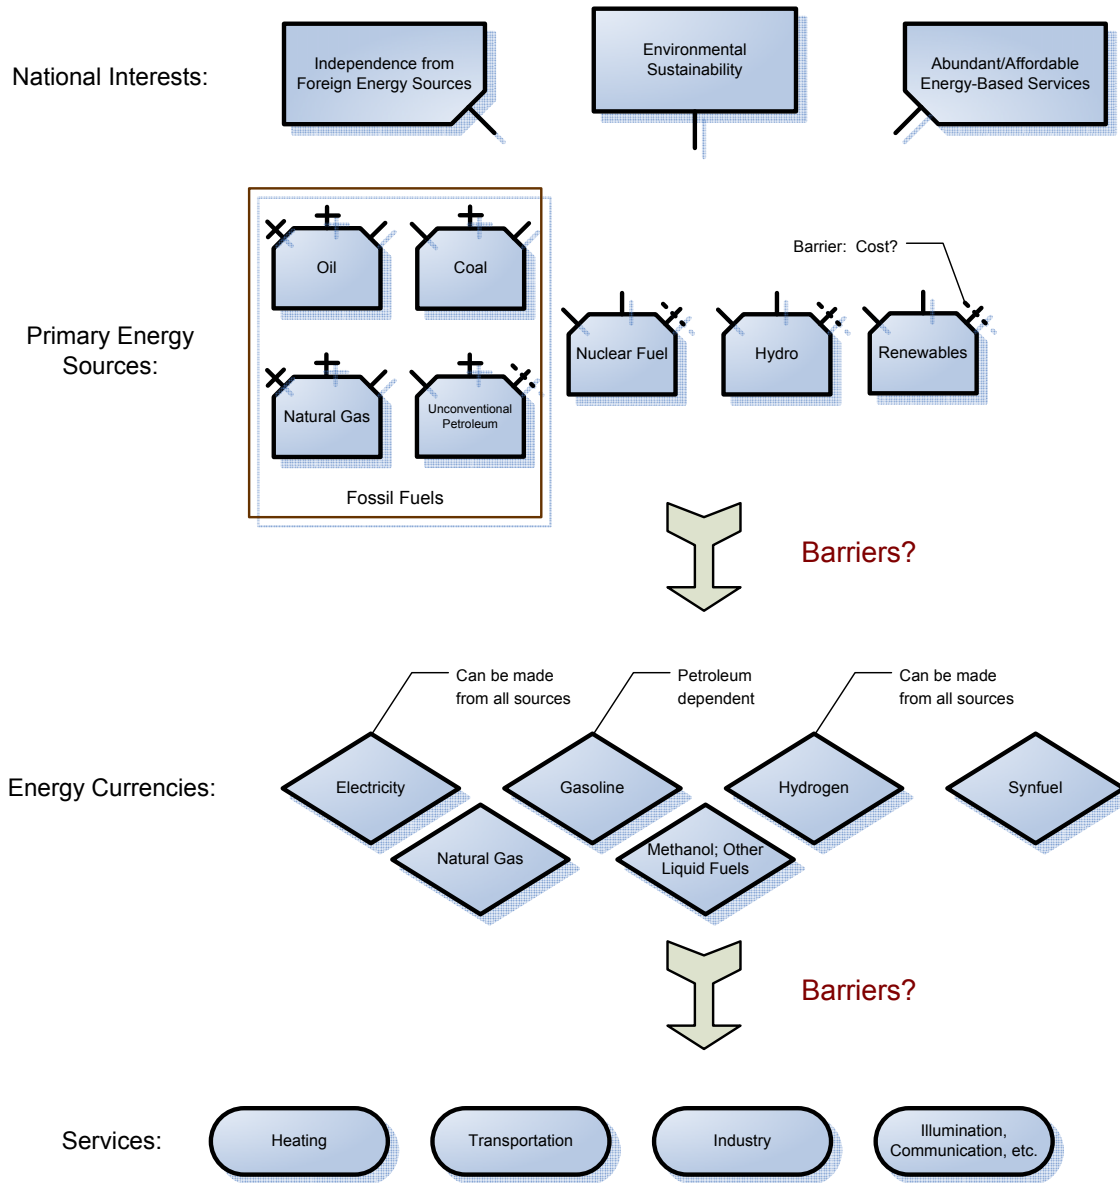 National Interests:
Independence from
Foreign Energy Sources
Environmental
Sustainability
Abundant/Affordable
Energy-Based Services
Primary Energy
Sources:
Oil
Coal
Natural Gas
Unconventional
Petroleum
Fossil Fuels
Nuclear Fuel
Hydro
Renewables
Barrier:  Cost?
Barriers?
Energy Currencies:
Can be made
from all sources
Petroleum
dependent
Can be made
from all sources
Electricity
Gasoline
Hydrogen
Synfuel
Natural Gas
Methanol; Other
Liquid Fuels
Barriers?
Services:
Heating
Transportation
Industry
Illumination,
Communication, etc.